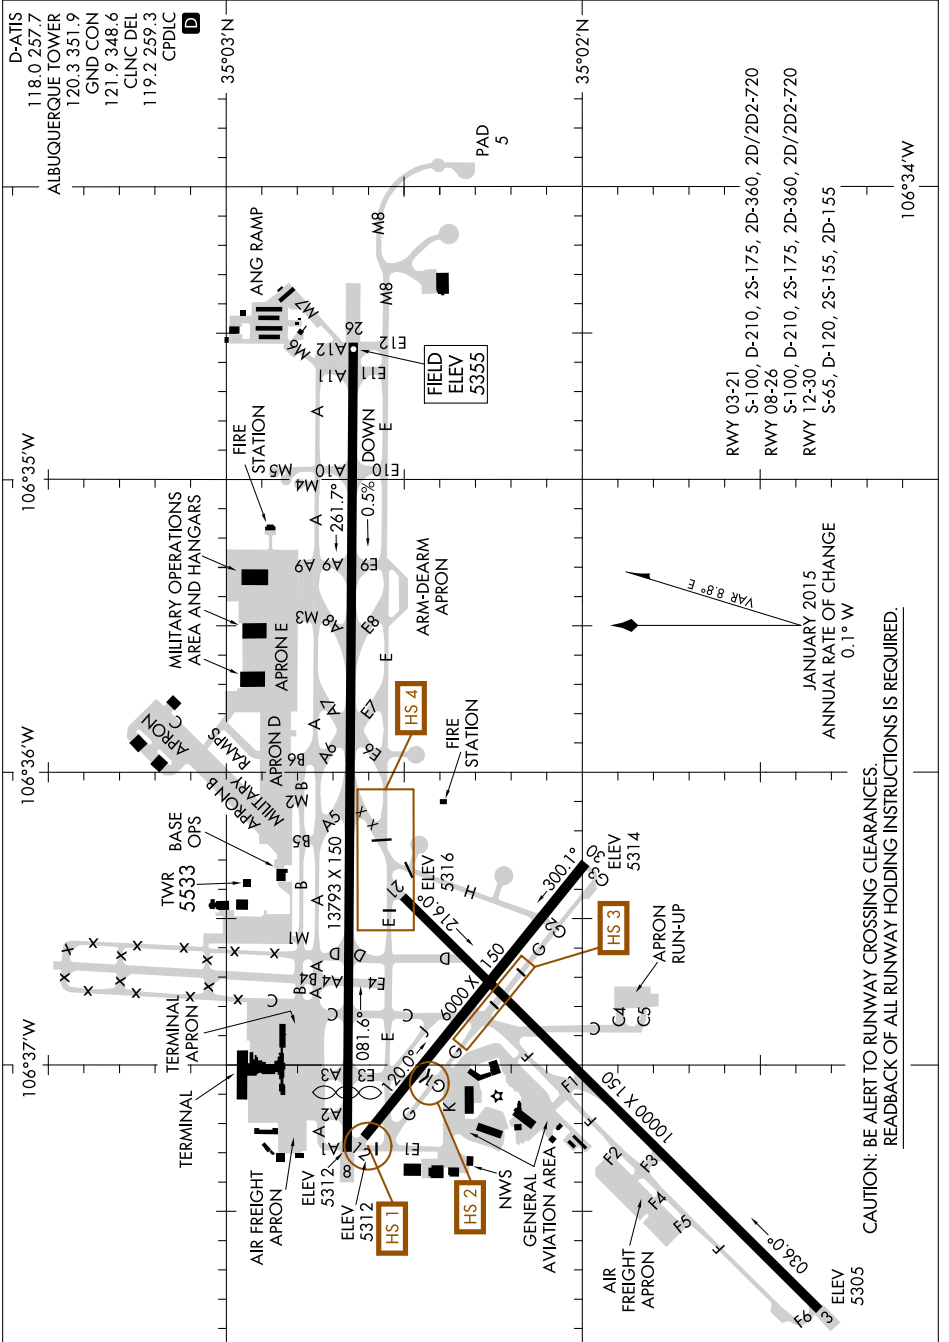 D-ATIS
118.0 257.7
ALBUQUERQUE TOWER
120.3 351.9
GND CON
121.9 348.6
CLNC DEL
119.2 259.3
CPDLC
D
35°03'N
35°02'N
106°34'W
106°35'W
106°36'W
106°37'W
PAD
5
M8
M8
ANG RAMP
M7
M6
26
A12
E12
A11
E11
FIELD
ELEV
5355
A
E
FIRE
STATION
M5
A10
E10
M4
261.7°
0.5% DOWN
A
MILITARY OPERATIONS
AREA AND HANGARS
A9
A9
E9
ARM-DEARM
APRON
M3
A8
E8
APRON E
E
A7
E7
A
A6
E6
B6
APRON
C
APRON B
MILITARY RAMPS
APRON D
HS 4
FIRE
STATION
B
M2
A5
B5
X
X
13793 X 150
TWR
5533
BASE
OPS
B
A
M1
E
21
ELEV
5316
216.0°
H
300.1°
30
ELEV
5314
G3
G2
G
HS 3
D
D
X
X
X
X
X
X
X
X
X
X
X
X
X
A
B4
A4
E4
B
A
C
C
C
081.6°
6000 X 150
APRON
RUN-UP
C4
C5
C
TERMINAL
APRON
TERMINAL
E
J
G
A3
E3
120.0°
G
K
K
A2
G
A
A1
E1
8
12
ELEV
5312
ELEV
5312
HS 1
HS 2
AIR FREIGHT
APRON
NWS
GENERAL
AVIATION AREA
F
F1
F
F2
F3
F4
F5
F
10000 X 150
AIR
FREIGHT
APRON
036.0°
F6
3
ELEV
5305
RWY 03-21
S-100, D-210, 2S-175, 2D-360, 2D/2D2-720
RWY 08-26
S-100, D-210, 2S-175, 2D-360, 2D/2D2-720
RWY 12-30
S-65, D-120, 2S-155, 2D-155
VAR 8.8° E
JANUARY 2015
ANNUAL RATE OF CHANGE
0.1° W
CAUTION: BE ALERT TO RUNWAY CROSSING CLEARANCES.
READBACK OF ALL RUNWAY HOLDING INSTRUCTIONS IS REQUIRED.